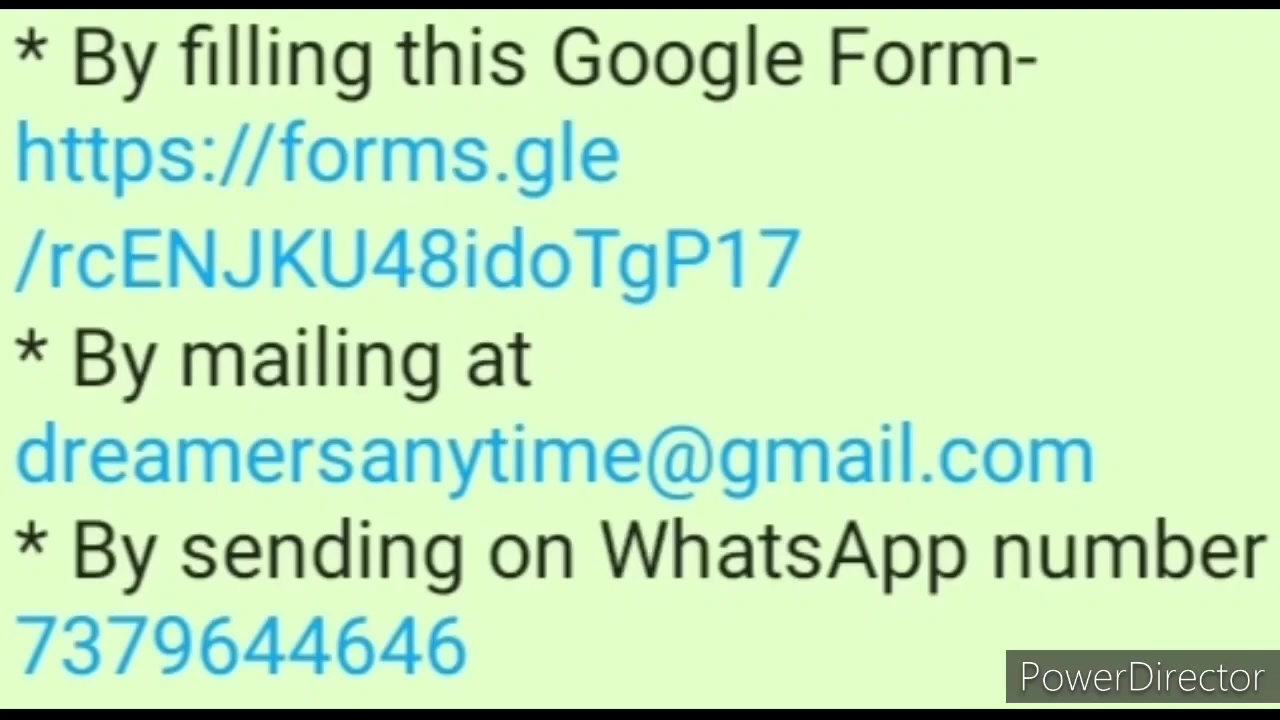 * By filling this Google Form-
https://forms.gle
/rcENJKU48idoTgP17
* By mailing at
dreamersanytime@gmail.com
* By sending on WhatsApp number
7379644646
PowerDirector